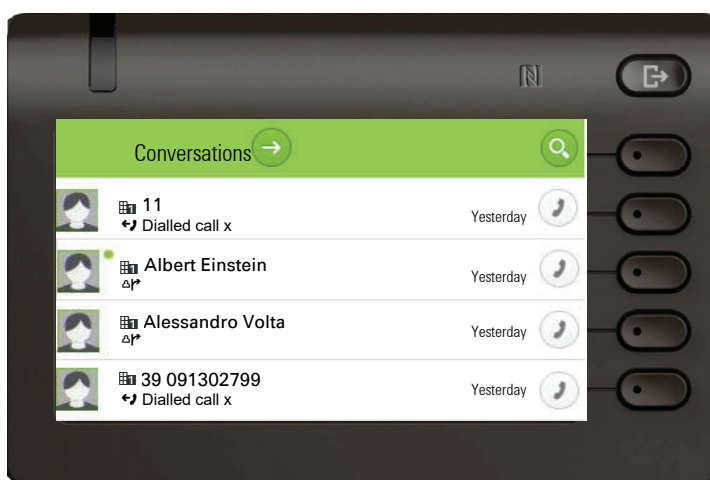 Conversations
11
Dialled call x
Yesterday
Albert Einstein
Yesterday
Alessandro Volta
Yesterday
39 091302799
Dialled call x
Yesterday